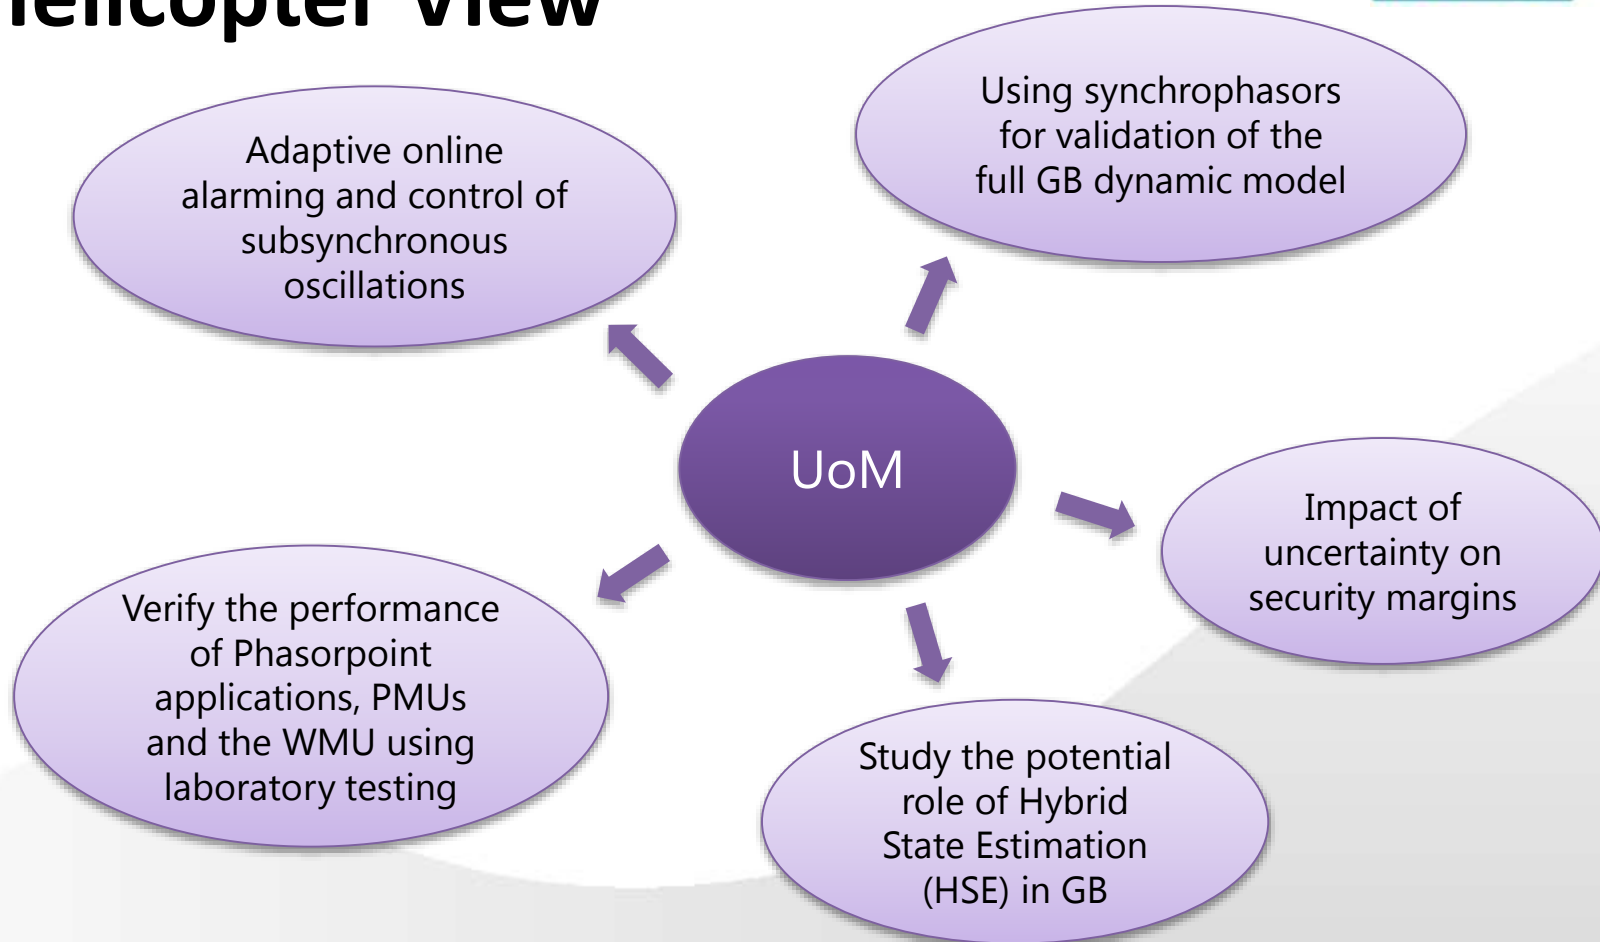 Helicopter View
Using synchrophasors
for validation of the
full GB dynamic model
Adaptive online
alarming and control of
subsynchronous
oscillations
UoM
Impact of
uncertainty on
security margins
Verify the performance
of Phasorpoint
applications, PMUs
and the WMU using
laboratory testing
Study the potential
role of Hybrid
State Estimation
(HSE) in GB